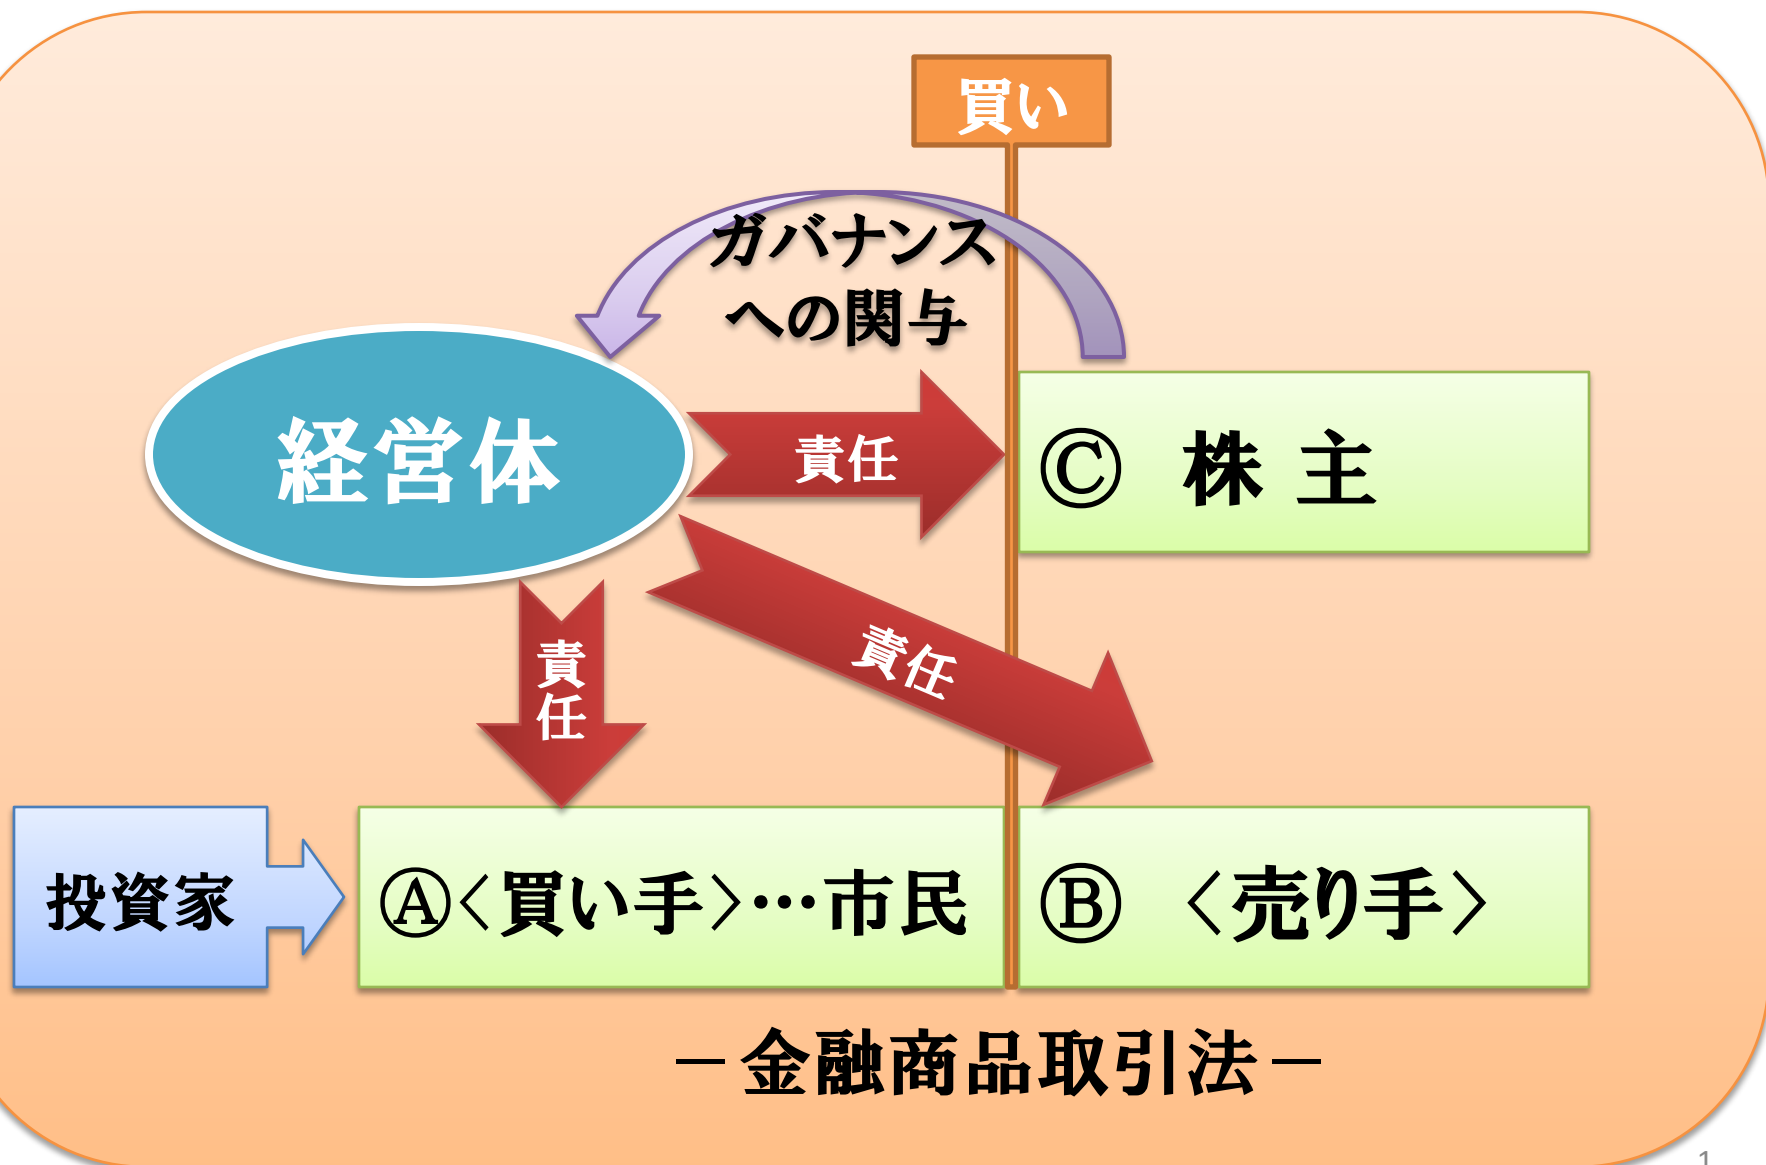 買い
ガバナンス
への関与
経営体
責任
Ⓒ 株 主
責任
責任
投資家
Ⓐ〈買い手〉…市民
Ⓑ 〈売り手〉
－金融商品取引法－
1